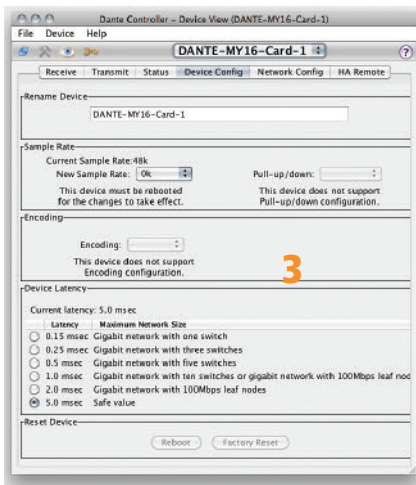 Dante Controller - Device View (DANTE-MY16-Card-1)
File Device Help
DANTE-MY16-Card-1
?
Receive Transmit Status Device Config Network Config HA Remote
Rename Device
DANTE-MY16-Card-1
Sample Rate
Current Sample Rate:48k
New Sample Rate: 0k Pull-up/down:
This device must be rebooted This device does not support
for the changes to take effect. Pull-up/down configuration.
Encoding
Encoding:
This device does not support
Encoding configuration.
3
Device Latency
Current latency: 5.0 msec
Latency Maximum Network Size
0.15 msec Gigabit network with one switch
0.25 msec Gigabit network with three switches
0.5 msec Gigabit network with five switches
1.0 msec Gigabit network with ten switches or gigabit network with 100Mbps leaf nod
2.0 msec Gigabit network with 100Mbps leaf nodes
5.0 msec Safe value
Reset Device
Reboot Factory Reset